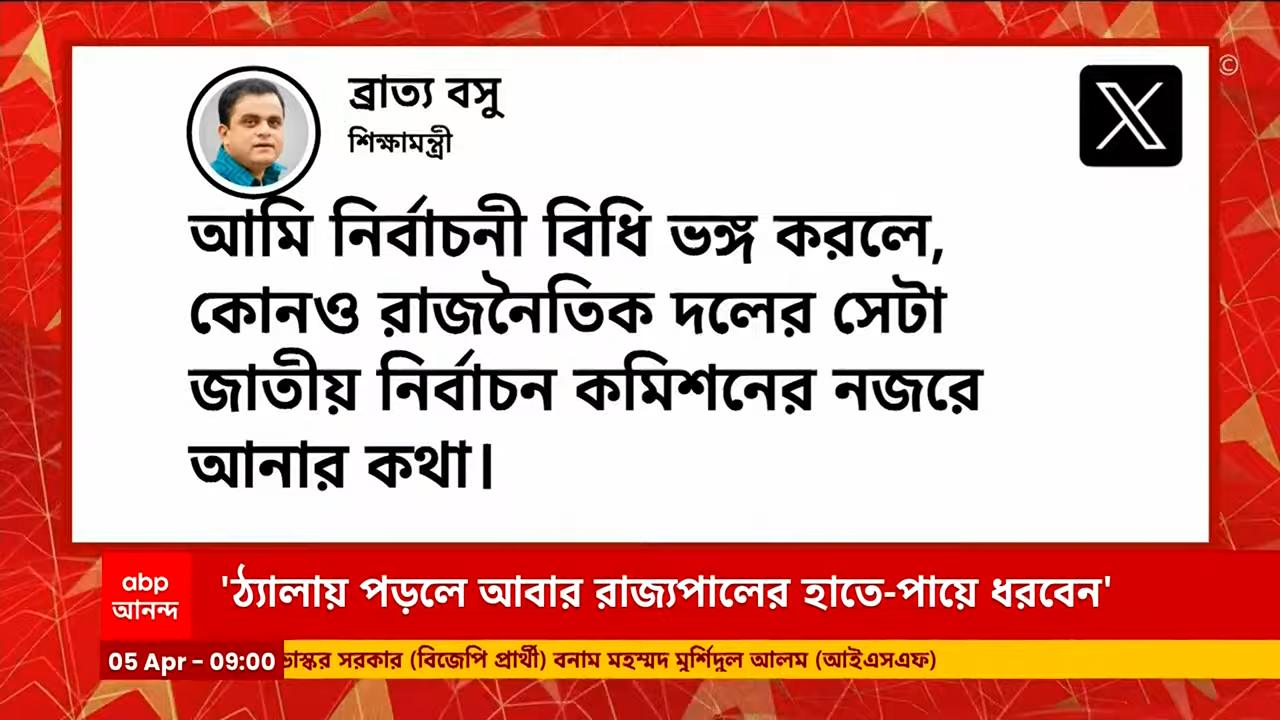 ব্রাত্য বসু
শিক্ষামন্ত্রী
আমি নির্বাচনী বিধি ভঙ্গ করলে,
কোনও রাজনৈতিক দলের সেটা
জাতীয় নির্বাচন কমিশনের নজরে
আনার কথা।
©
abp
আনন্দ
'ঠ্যালায় পড়লে আবার রাজ্যপালের হাতে-পায়ে ধরবেন'
05 Apr - 09:00
ভাস্কর সরকার (বিজেপি প্রার্থী) বনাম মহম্মদ মুর্শিদুল আলম (আইএসএফ)